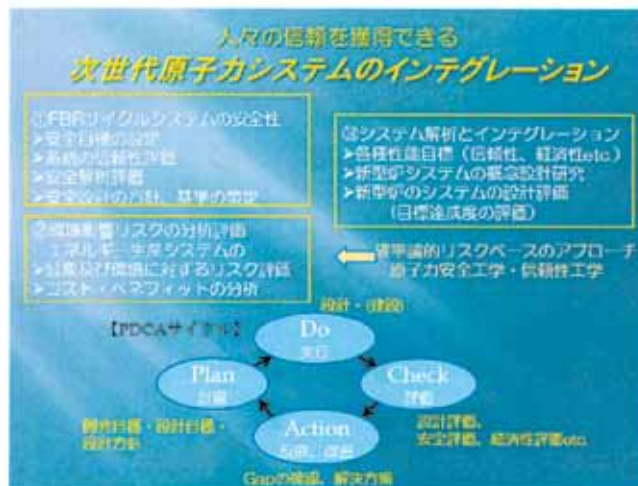 人々の信頼を獲得できる
次世代原子力システムのインテグレーション
①FBRサイクルシステムの安全性
➢安全目標の設定
➢系統の信頼性評価
➢安全解析評価
➢安全設計の方針、基準の策定
②環境影響リスクの分析評価
エネルギー生産システムの
➢公衆及び環境に対するリスク評価
➢コスト・ベネフィットの分析
③システム解析とインテグレーション
➢各種性能目標(信頼性、経済性etc.)
➢新型炉システムの概念設計研究
➢新型炉のシステムの設計評価
(目標達成度の評価)
確率論的リスクベースのアプローチ
原子力安全工学・信頼性工学
【PDCAサイクル】
設計・(建設)
Do
実行
Plan
計画
Check
評価
Action
改善
開発目標・設計目標・
設計方針
設計評価、
安全評価、経済性評価etc.
Gapの確認、解決方策